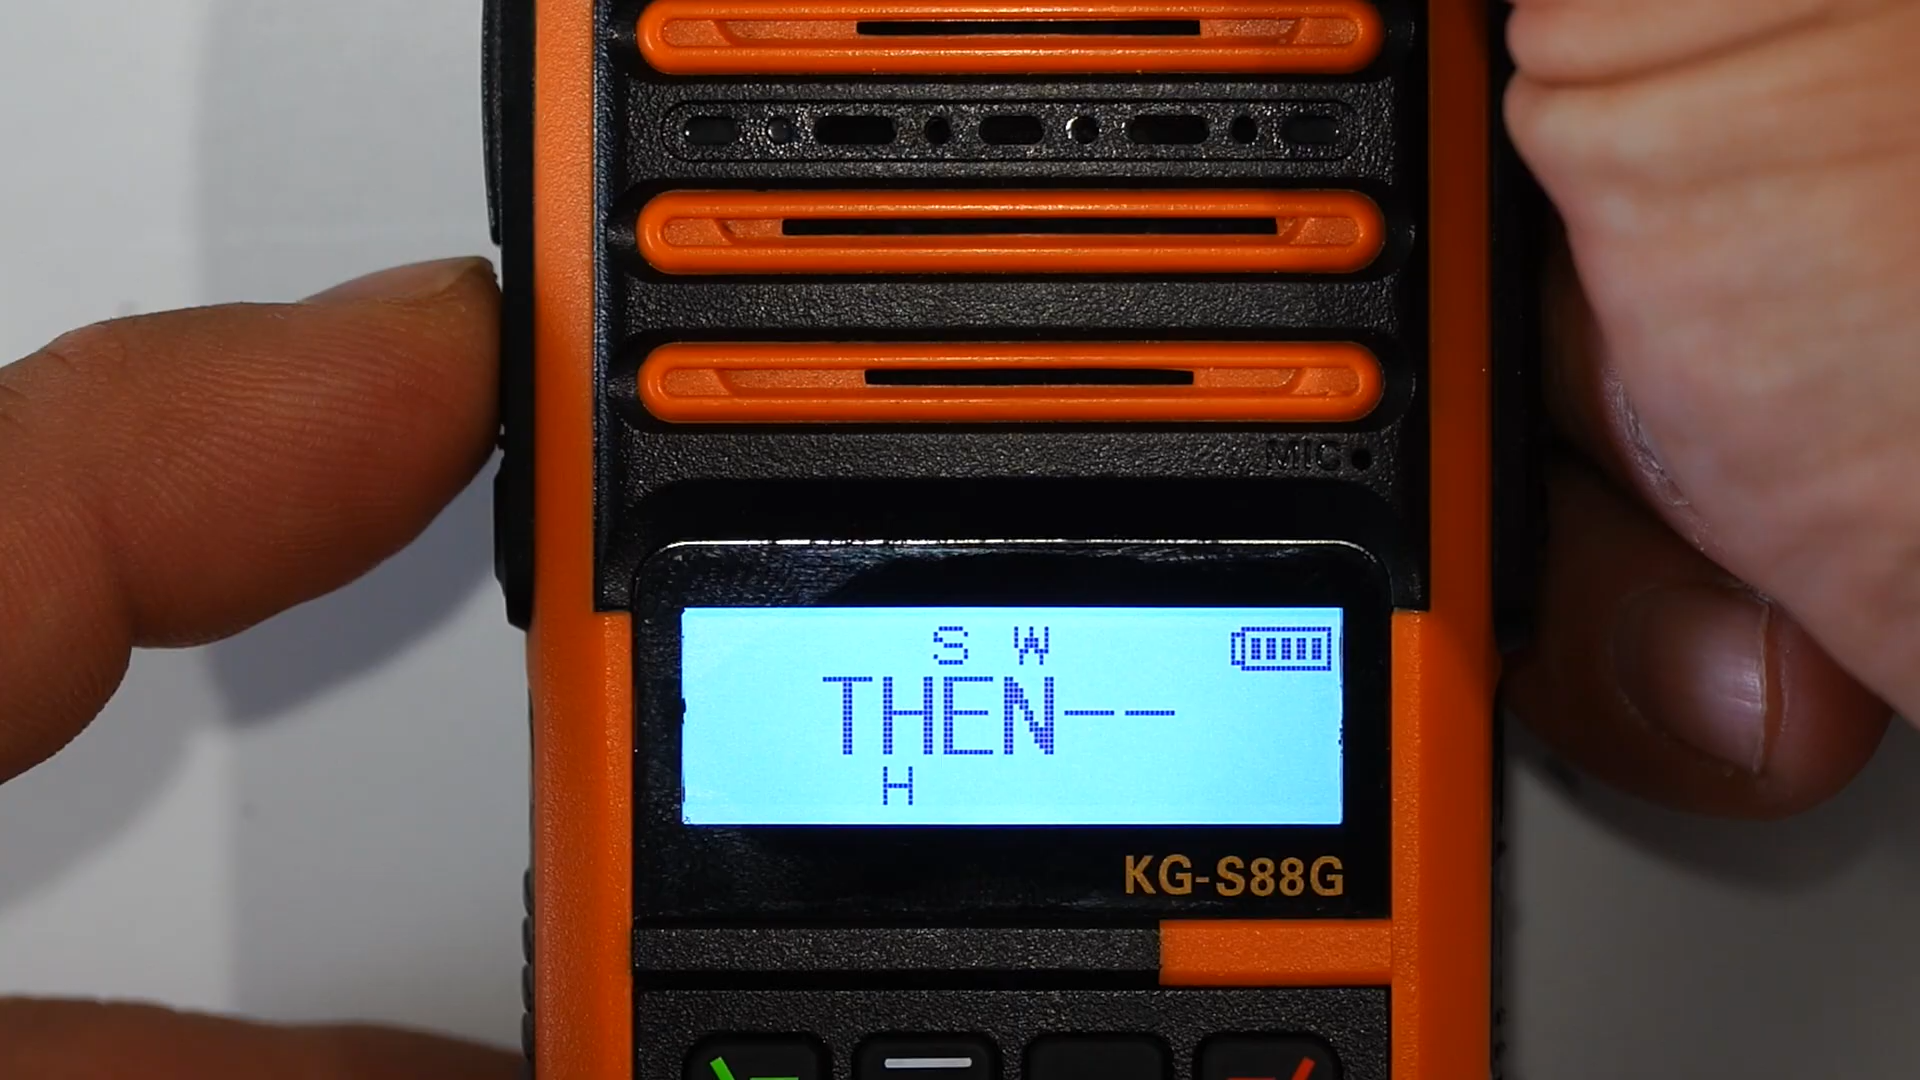 MIC
S W
THEN--
H
KG-S88G